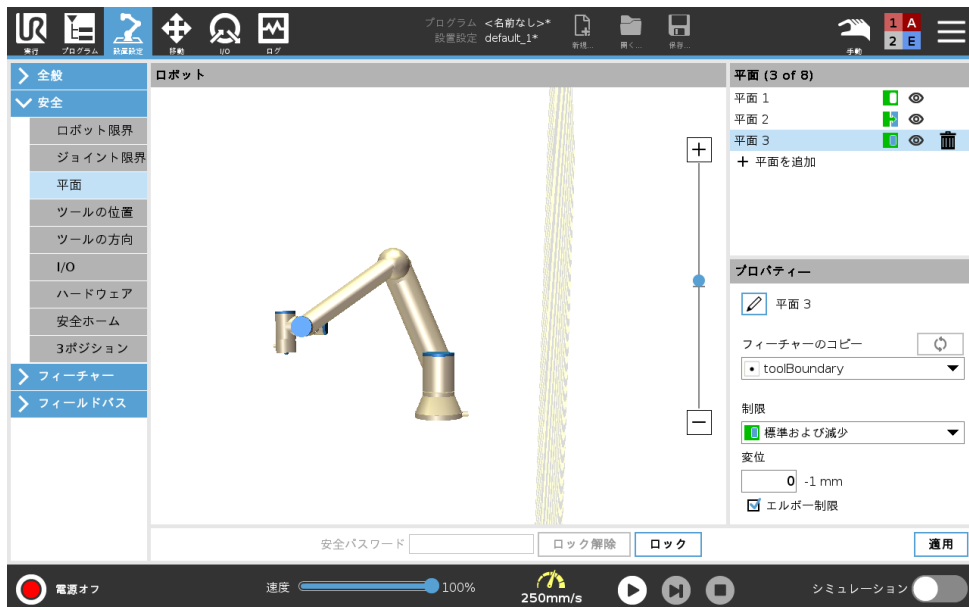 UR
プログラム <名前なし>*
設置設定 default_1*
実行
プログラム
設置設定
移動
I/O
ログ
新規...
開く...
保存...
手動
1 A
2 E
全般
安全
ロボット限界
ジョイント限界
平面
ツールの位置
ツールの方向
I/O
ハードウェア
安全ホーム
3ポジション
フィーチャー
フィールドバス
ロボット
平面 (3 of 8)
平面 1
平面 2
平面 3
+ 平面を追加
プロパティー
平面 3
フィーチャーのコピー
toolBoundary
制限
標準および減少
変位
0 -1 mm
エルボー制限
安全パスワード
ロック解除
ロック
適用
電源オフ
速度
100%
250mm/s
シミュレーション